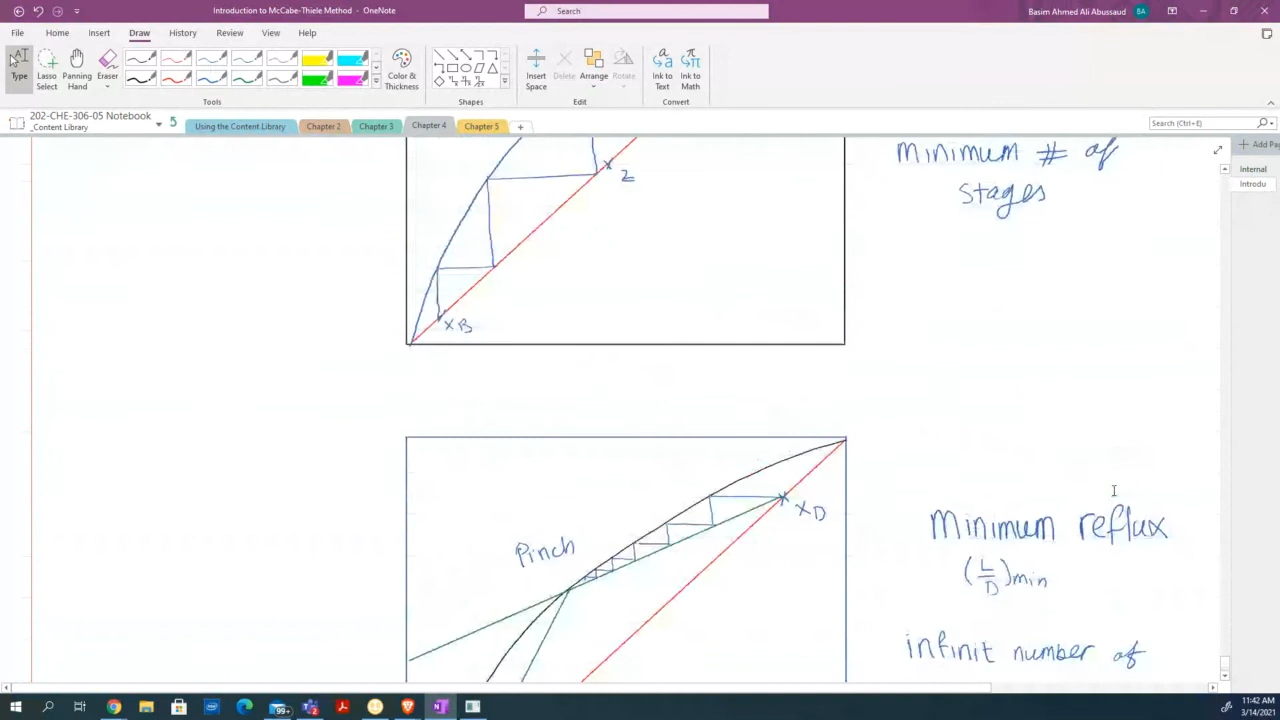 Introduction to McCabe-Thiele Method - OneNote
Search
Basim Ahmed Ali Abussaud
BA
File Home Insert Draw History Review View Help
Type
Lasso Select
Panning Hand
Eraser
Color & Thickness
Insert Space
Delete
Arrange
Rotate
Ink to Text
Ink to Math
Tools
Shapes
Edit
Convert
202-CHE-306-05 Notebook
_Content Library
Using the Content Library
Chapter 2
Chapter 3
Chapter 4
Chapter 5
Search (Ctrl+E)
Add Pag
Internal
Introdu
minimum # of
stages
Z
XB
XD
Pinch
Minimum reflux
(L/D)min
infinit number of
99+
11:42 AM
3/14/2021